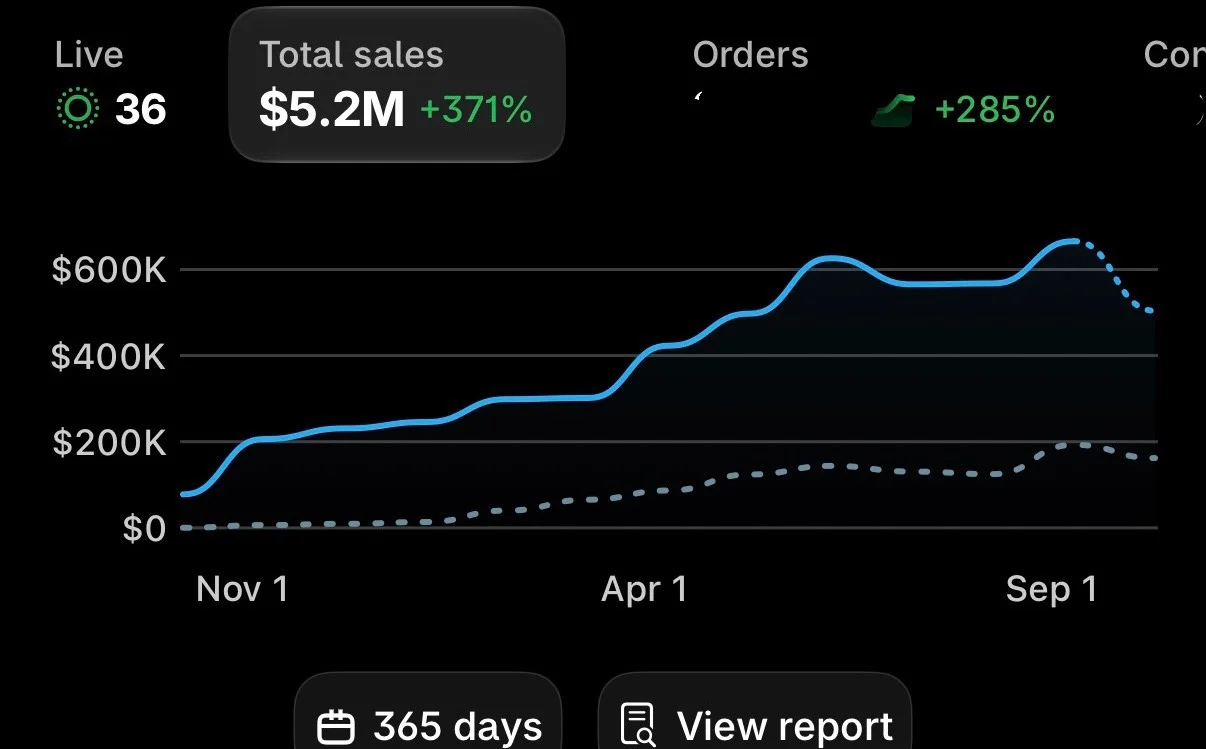 Live
36
Total sales
$5.2M +371%
Orders
+285%
Con
$600K
$400K
$200K
$0
Nov 1
Apr 1
Sep 1
365 days
View report